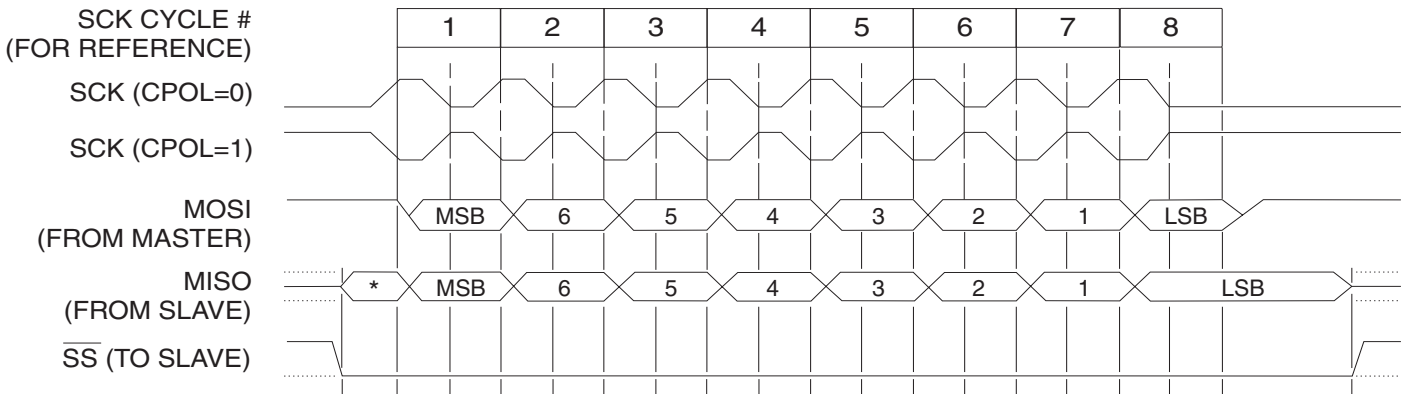 SCK CYCLE # 1 2 3 4 5 6 7 8
(FOR REFERENCE)
SCK (CPOL=0)
SCK (CPOL=1)
MOSI MSB 6 5 4 3 2 1 LSB
(FROM MASTER)
MISO * MSB 6 5 4 3 2 1 LSB
(FROM SLAVE)
SS (TO SLAVE)